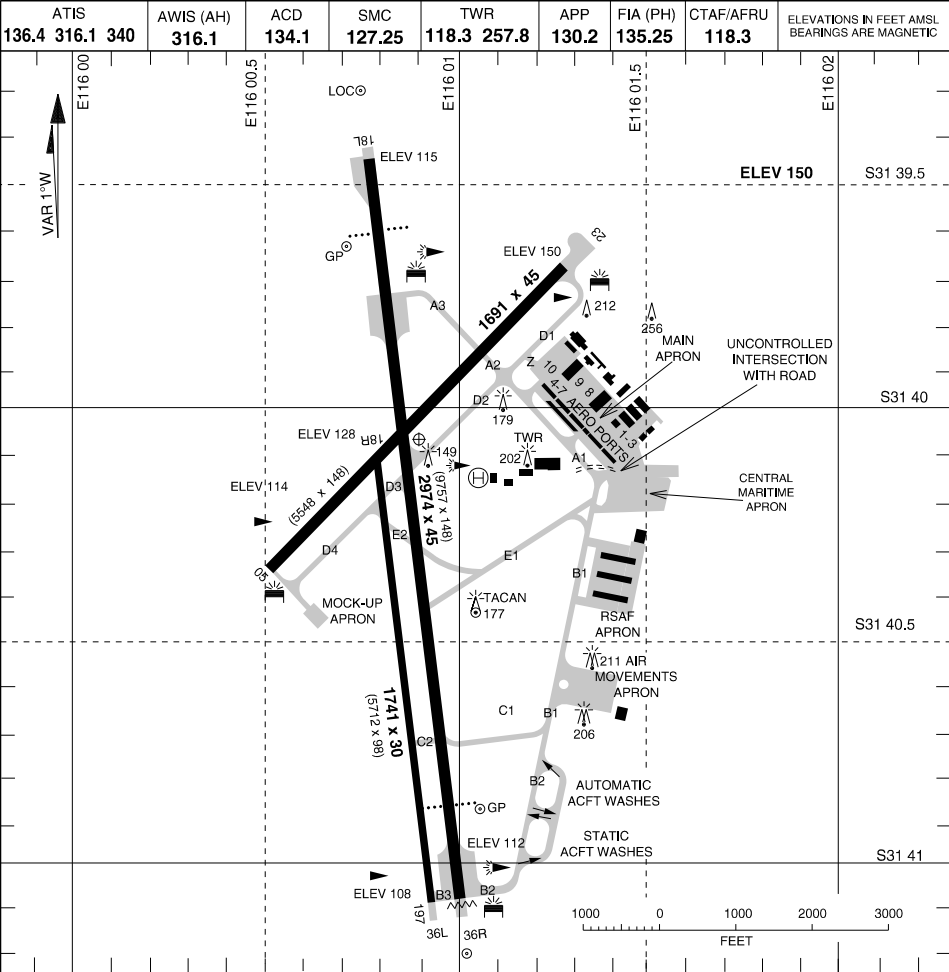 ATIS
136.4 316.1 340
AWIS (AH)
316.1
ACD
134.1
SMC
127.25
TWR
118.3 257.8
APP
130.2
FIA (PH)
135.25
CTAF/AFRU
118.3
ELEVATIONS IN FEET AMSL
BEARINGS ARE MAGNETIC
E116 00
E116 00.5
E116 01
E116 01.5
E116 02
VAR 1°W
LOC
18L
ELEV 115
ELEV 150
S31 39.5
GP
ELEV 150
23
1691 x 45
A3
212
256
D1
MAIN
APRON
UNCONTROLLED
INTERSECTION
WITH ROAD
A2
Z
10
9 8
4-7
AERO PORTS
1-3
D2
179
S31 40
ELEV 128
18R
149
TWR
202
H
A1
ELEV 114
(5548 x 148)
D3
2974 x 45
(9757 x 148)
CENTRAL
MARITIME
APRON
D4
E2
E1
B1
05
MOCK-UP
APRON
TACAN
177
RSAF
APRON
S31 40.5
211 AIR
MOVEMENTS
APRON
1741 x 30
(5712 x 98)
C1
B1
206
C2
B2
AUTOMATIC
ACFT WASHES
GP
ELEV 112
STATIC
ACFT WASHES
S31 41
ELEV 108
B3
B2
197
36L
36R
1000
0
1000
2000
3000
FEET